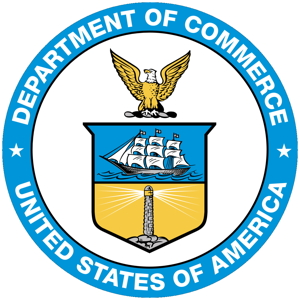 DEPARTMENT OF COMMERCE
UNITED STATES OF AMERICA